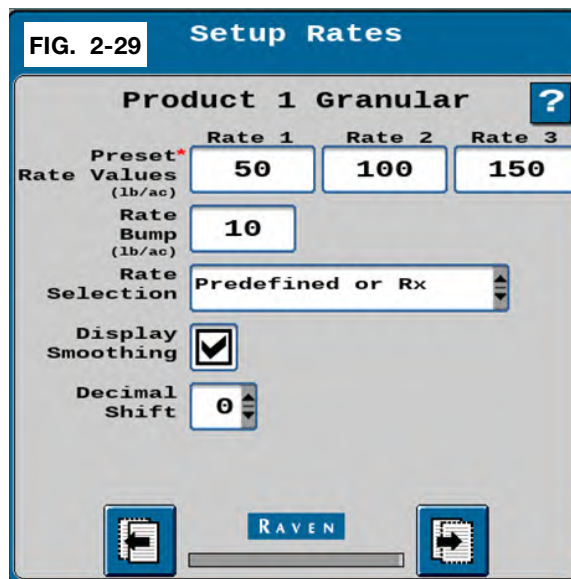 FIG. 2-29
Setup Rates
Product 1 Granular
?
Rate 1 Rate 2 Rate 3
Preset*
Rate Values
(lb/ac)
50 100 150
Rate
Bump
(lb/ac)
10
Rate
Selection
Predefined or Rx
Display
Smoothing
Decimal
Shift
0
RAVEN